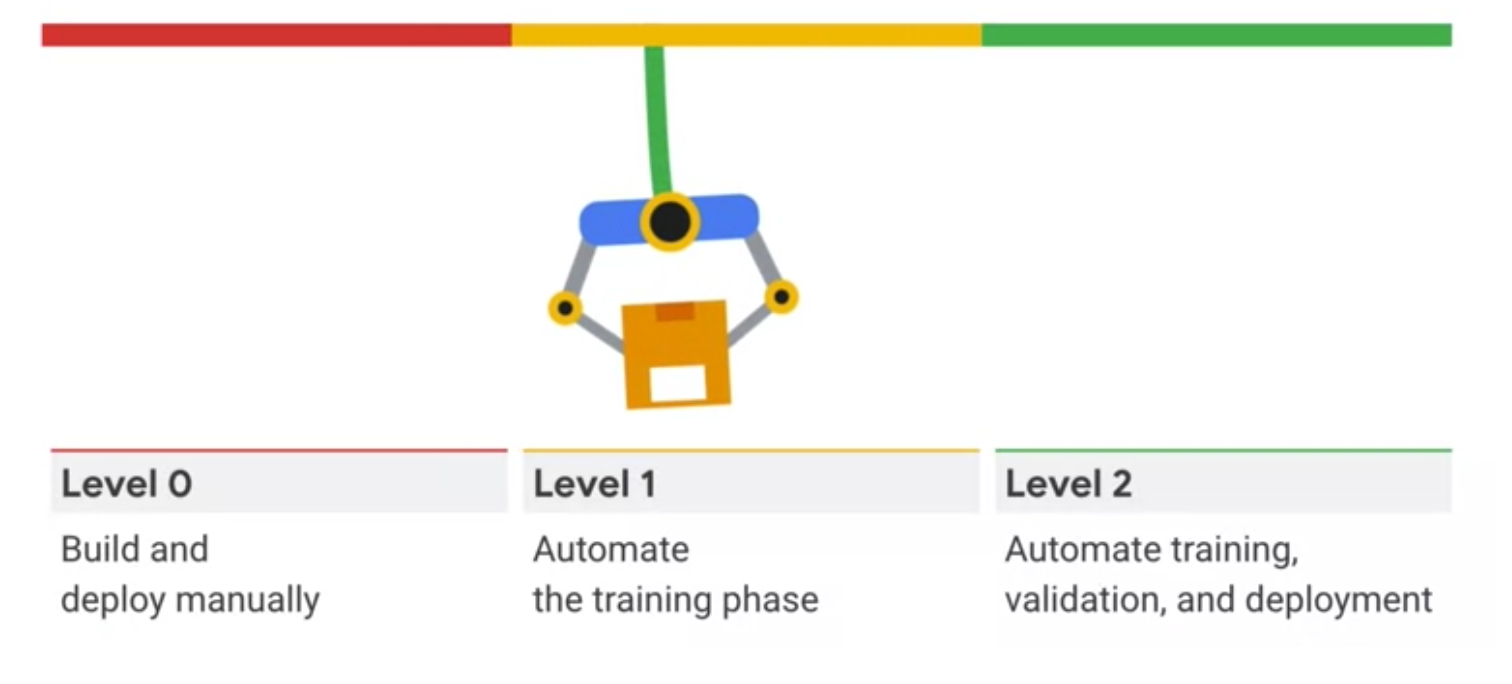 Level 0
Build and
deploy manually
Level 1
Automate
the training phase
Level 2
Automate training,
validation, and deployment